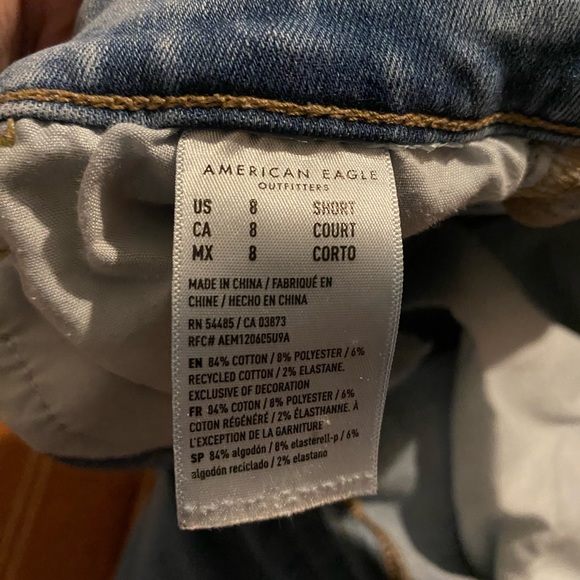 AMERICAN EAGLE
OUTFITTERS
US 8 SHORT
CA 8 COURT
MX 8 CORTO
MADE IN CHINA / FABRIQUÉ EN
CHINE / HECHO EN CHINA
RN 54485 / CA 03873
RFC# AEM1206C5U9A
EN 84% COTTON / 8% POLYESTER / 6%
RECYCLED COTTON / 2% ELASTANE.
EXCLUSIVE OF DECORATION
FR 84% COTON / 8% POLYESTER / 6%
COTON RÉGÉNÉRÉ / 2% ÉLASTHANNE. À
L'EXCEPTION DE LA GARNITURE
SP 84% algodón / 8% elasterell-p / 6%
algodón reciclado / 2% elastano